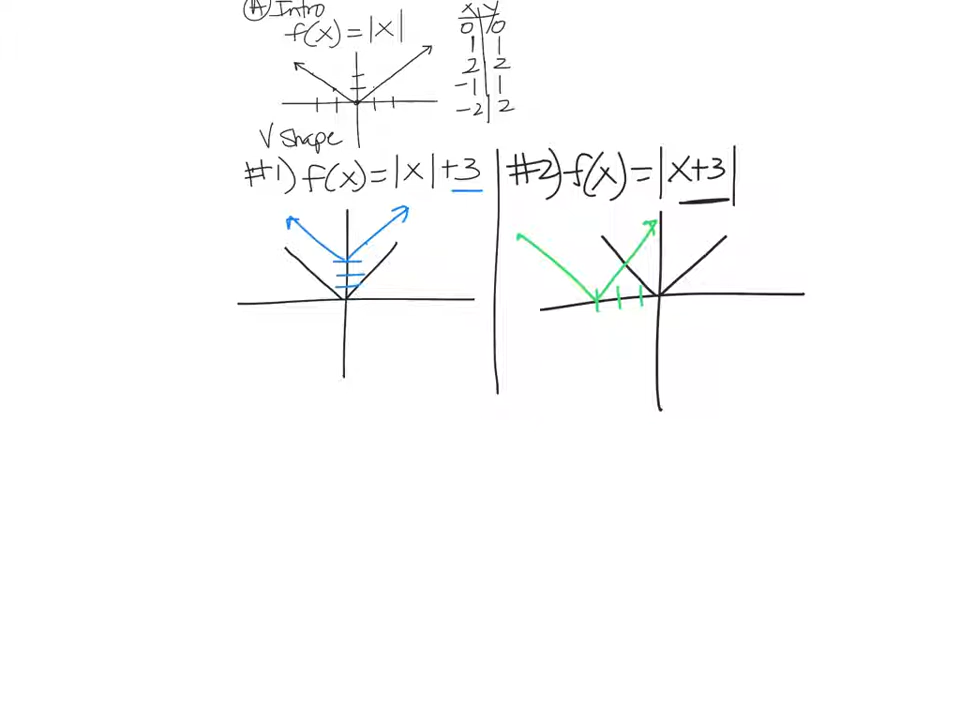 Ⓐ Intro
f(x) = |x|
x y
0 0
1 1
2 2
-1 1
-2 2
V shape
#1) f(x) = |x| + 3
#2) f(x) = |x+3|